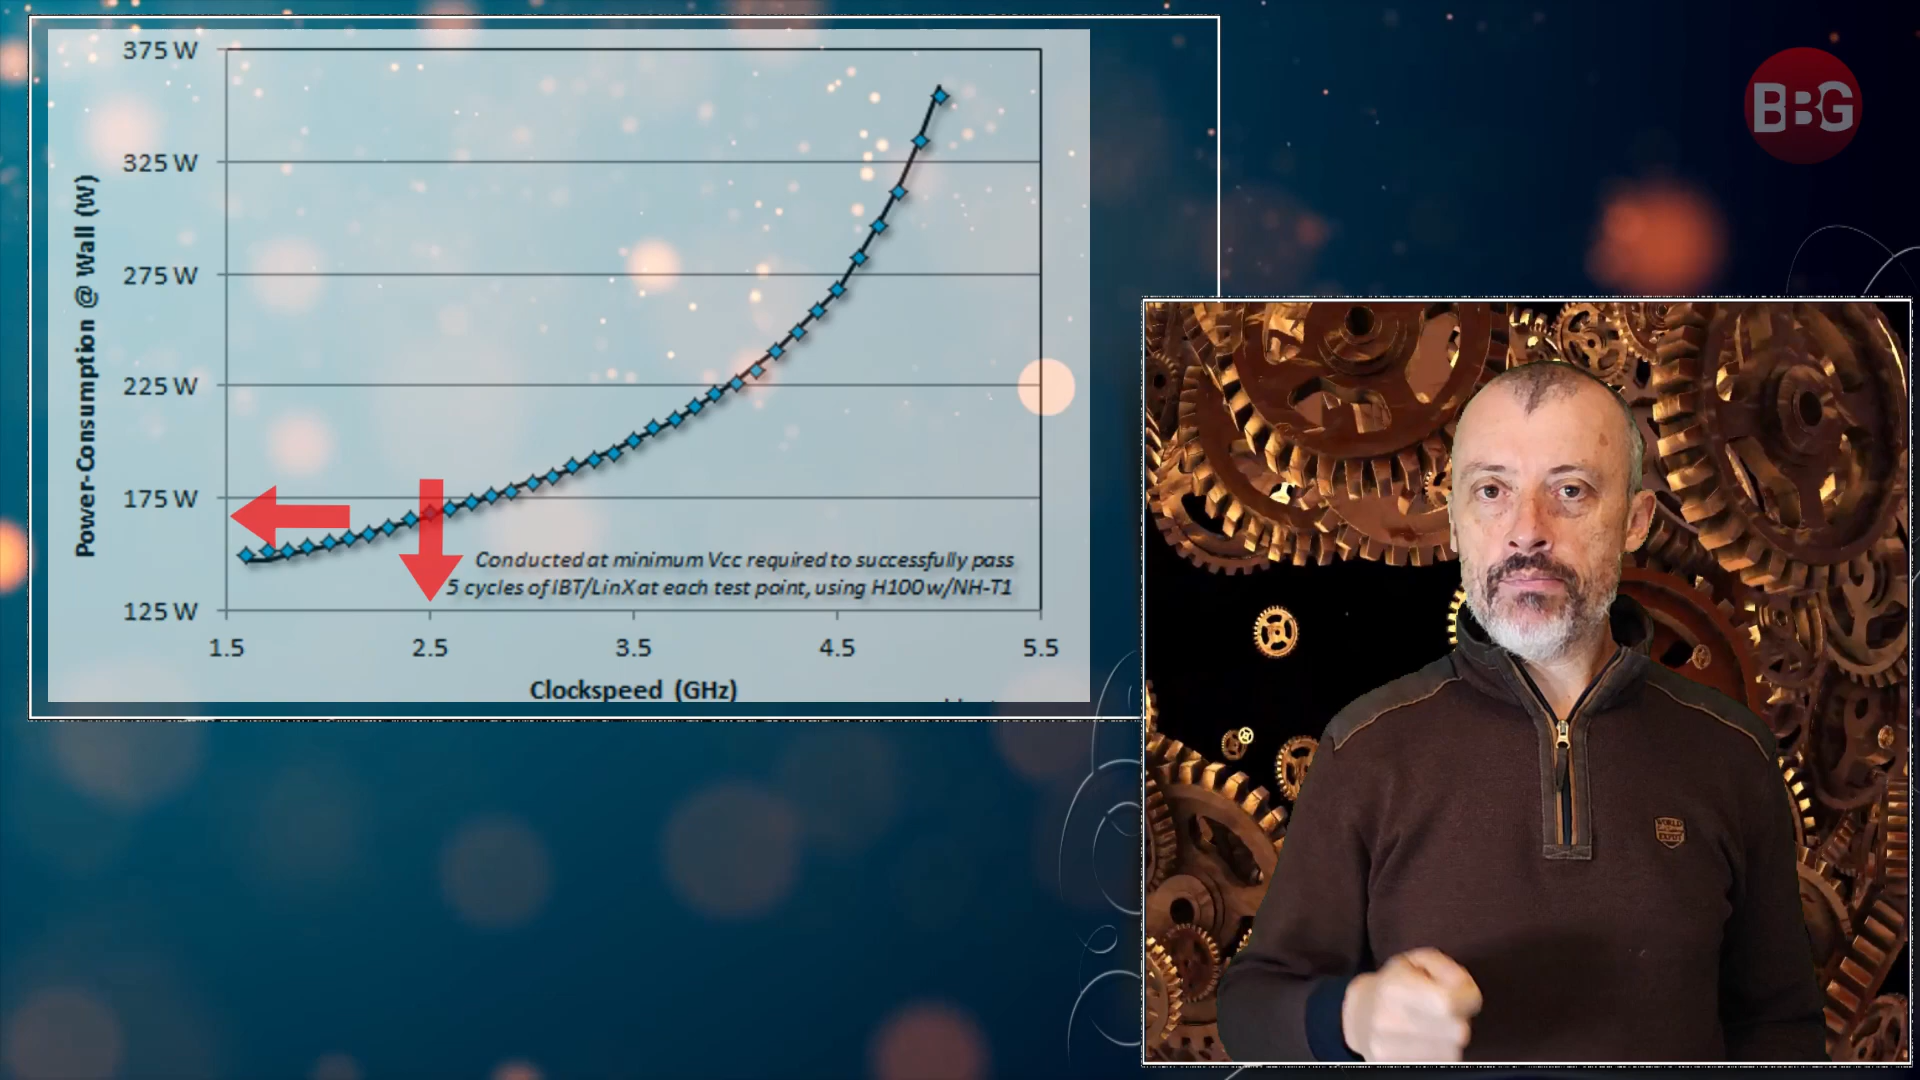 375 W
325 W
275 W
225 W
175 W
125 W
Power-Consumption @ Wall (W)
Conducted at minimum Vcc required to successfully pass
5 cycles of IBT/LinX at each test point, using H100 w/NH-T1
1.5 2.5 3.5 4.5 5.5
Clockspeed (GHz)
BBG
WORLD
EXPDT